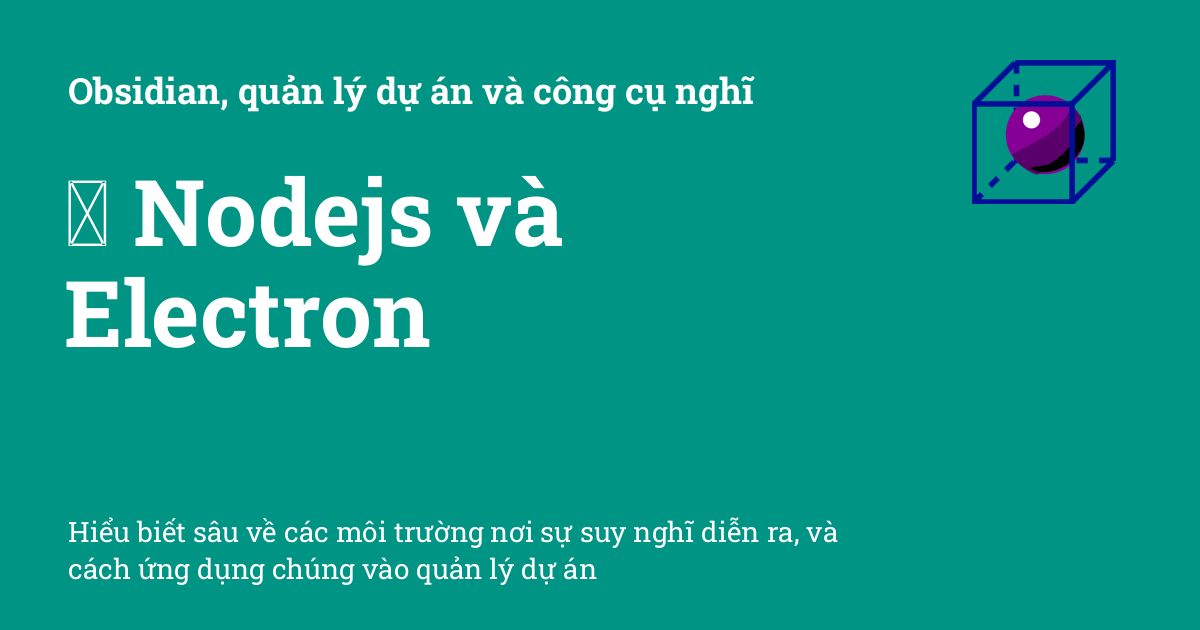 Obsidian, quản lý dự án và công cụ nghĩ
Nodejs và
Electron
Hiểu biết sâu về các môi trường nơi sự suy nghĩ diễn ra, và
cách ứng dụng chúng vào quản lý dự án